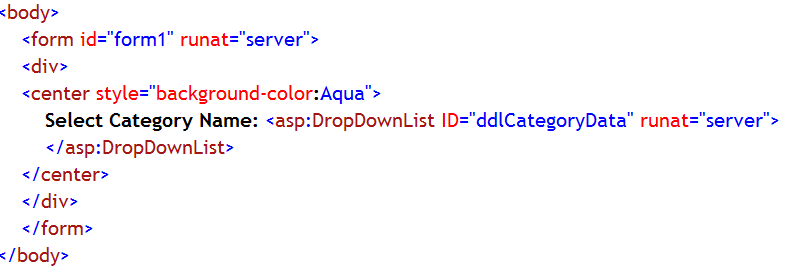 <body>
<form id="form1" runat="server">
<div>
<center style="background-color:Aqua">
Select Category Name: <asp:DropDownList ID="ddlCategoryData" runat="server">
</asp:DropDownList>
</center>
</div>
</form>
</body>